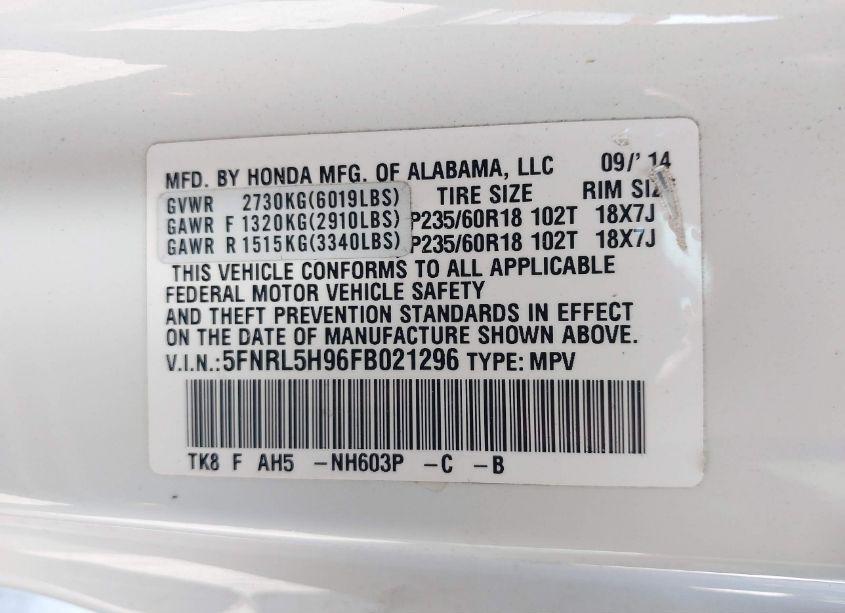 MFD. BY HONDA MFG. OF ALABAMA, LLC 09/' 14
GVWR 2730KG(6019LBS) TIRE SIZE RIM SIZE
GAWR F 1320KG(2910LBS) P235/60R18 102T 18X7J
GAWR R 1515KG(3340LBS) P235/60R18 102T 18X7J
THIS VEHICLE CONFORMS TO ALL APPLICABLE
FEDERAL MOTOR VEHICLE SAFETY
AND THEFT PREVENTION STANDARDS IN EFFECT
ON THE DATE OF MANUFACTURE SHOWN ABOVE.
V.I.N.:5FNRL5H96FB021296 TYPE: MPV
TK8 F AH5 -NH603P -C -B